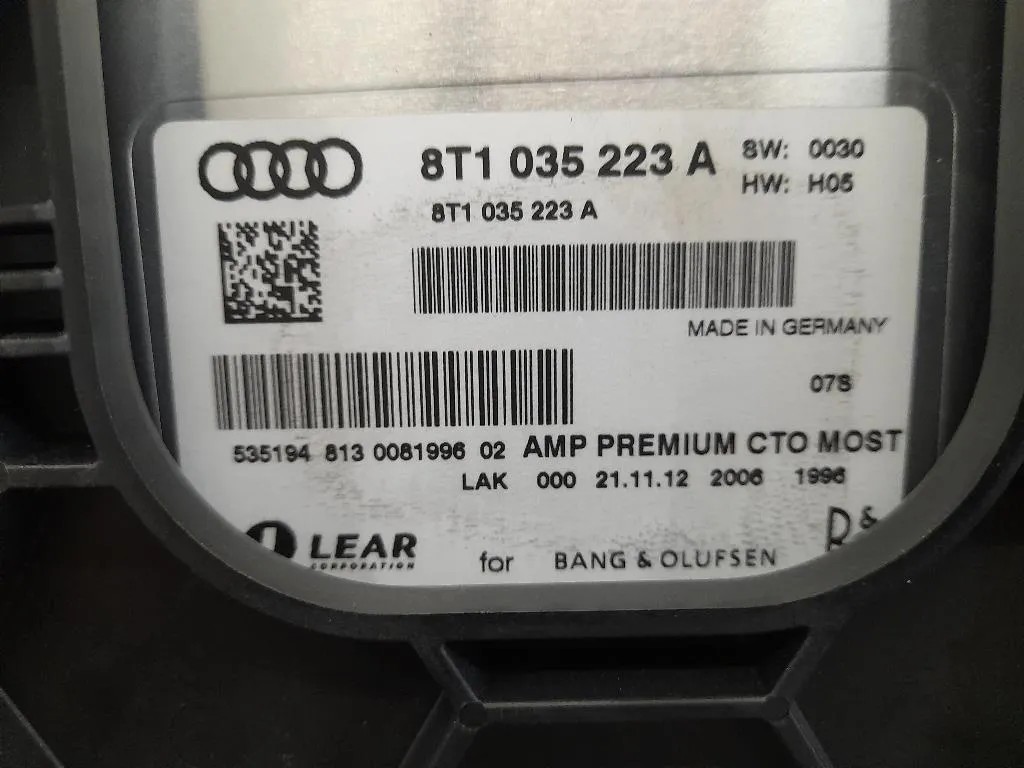 8T1 035 223 A
SW: 0030
HW: H05
8T1 035 223 A
MADE IN GERMANY
07S
535194 813 0081996 02 AMP PREMIUM CTO MOST
LAK 000 21.11.12 2006 1996
LEAR
CORPORATION
for BANG & OLUFSEN
B&